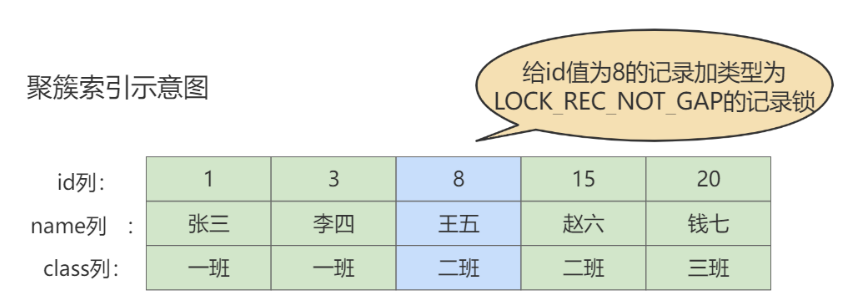 聚簇索引示意图
给id值为8的记录加类型为
LOCK_REC_NOT_GAP的记录锁
id列: 1 3 8 15 20
name列 : 张三 李四 王五 赵六 钱七
class列: 一班 一班 二班 二班 三班